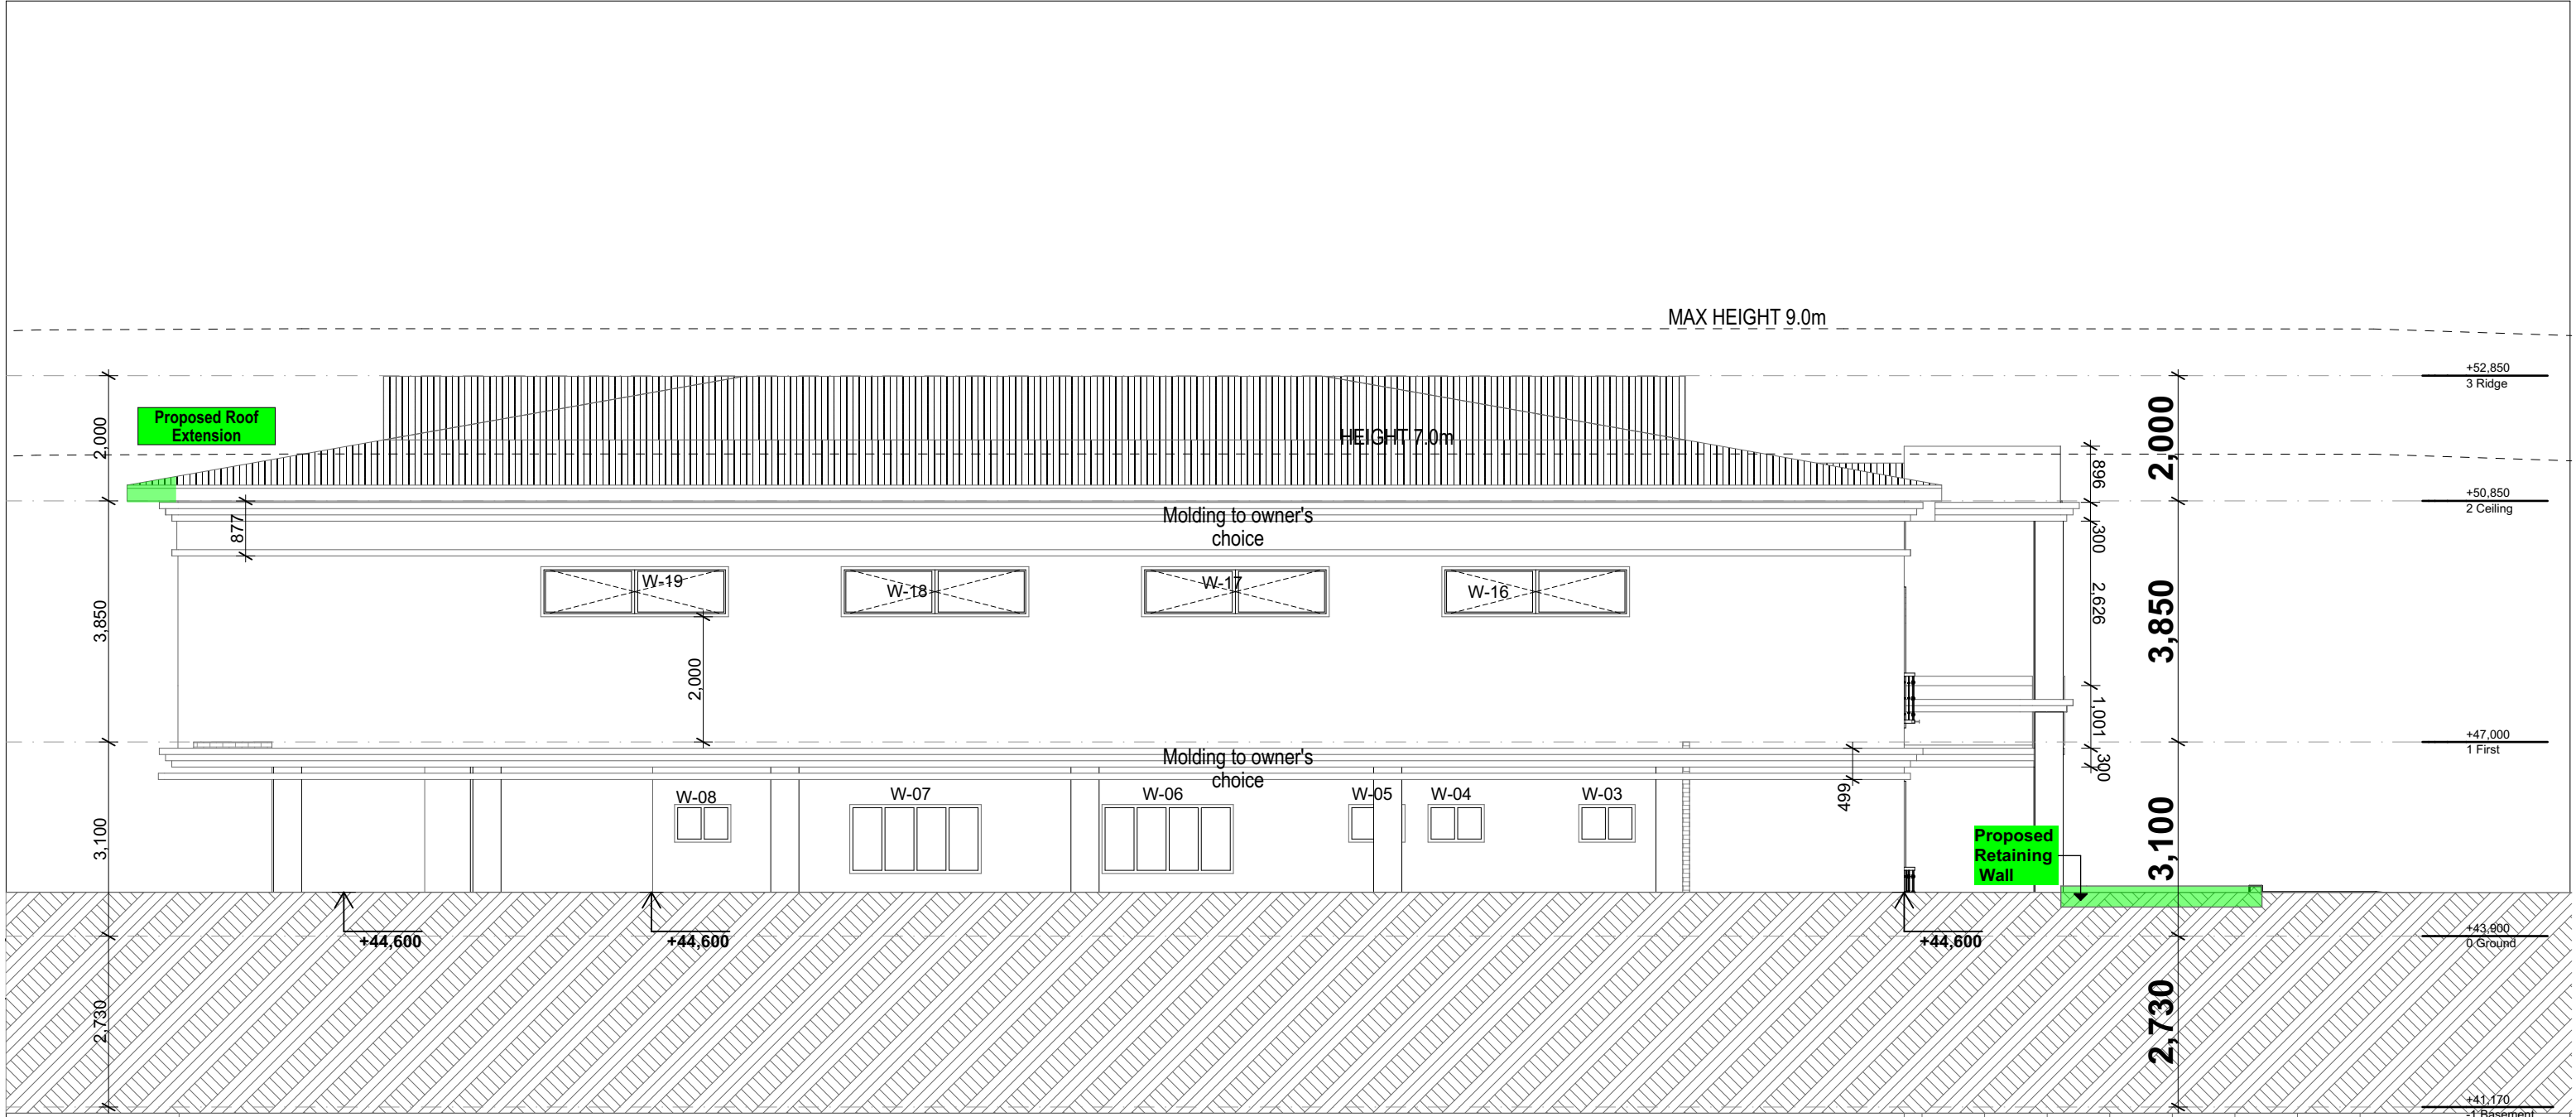 MAX HEIGHT 9.0m
+52,850
3 Ridge
Proposed Roof
Extension
2,000
HEIGHT 7.0m
2,000
896
+50,850
2 Ceiling
877
Molding to owner's
choice
300
W-19
W-18
W-17
W-16
2,626
3,850
3,850
2,000
1,001
+47,000
1 First
Molding to owner's
choice
300
499
W-08
W-07
W-06
W-05
W-04
W-03
3,100
3,100
Proposed
Retaining
Wall
+44,600
+44,600
+44,600
+43,900
0 Ground
2,730
2,730
+41,170
-1 Basement